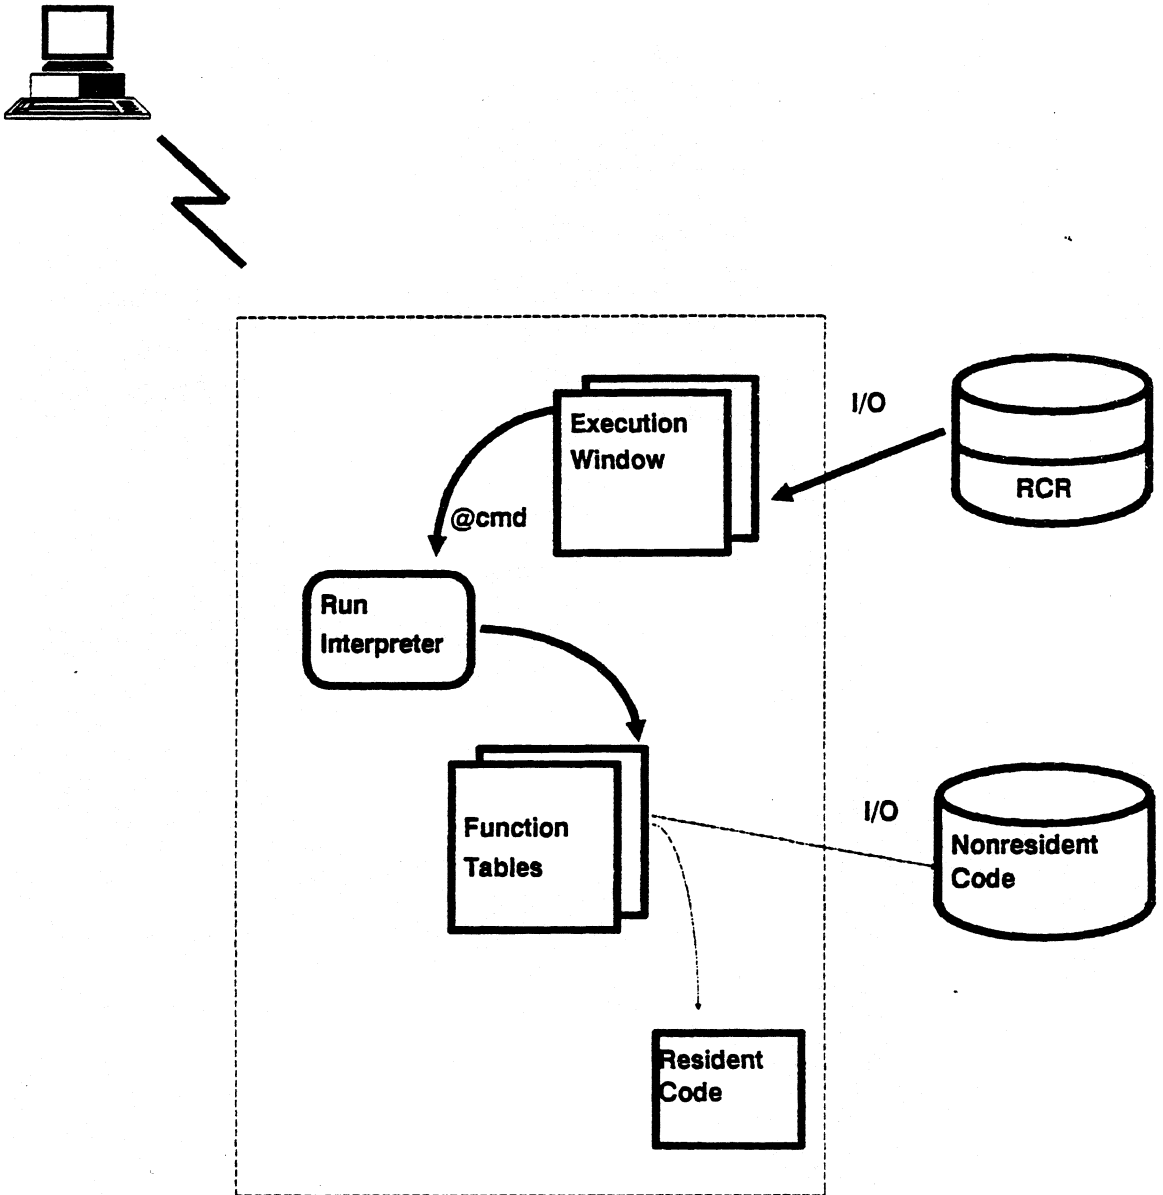 I/O
Execution
Window
RCR
@cmd
Run
Interpreter
I/O
Function
Tables
Nonresident
Code
Resident
Code